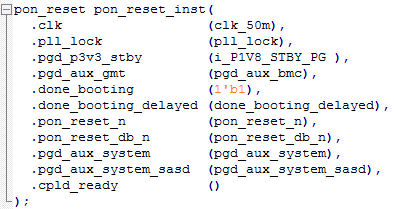 pon_reset pon_reset_inst(
.clk (clk_50m),
.pll_lock (pll_lock),
.pgd_p3v3_stby (i_P1V8_STBY_PG ),
.pgd_aux_gmt (pgd_aux_bmc),
.done_booting (1'b1),
.done_booting_delayed (done_booting_delayed),
.pon_reset_n (pon_reset_n),
.pon_reset_db_n (pon_reset_db_n),
.pgd_aux_system (pgd_aux_system),
.pgd_aux_system_sasd (pgd_aux_system_sasd),
.cpld_ready ()
);